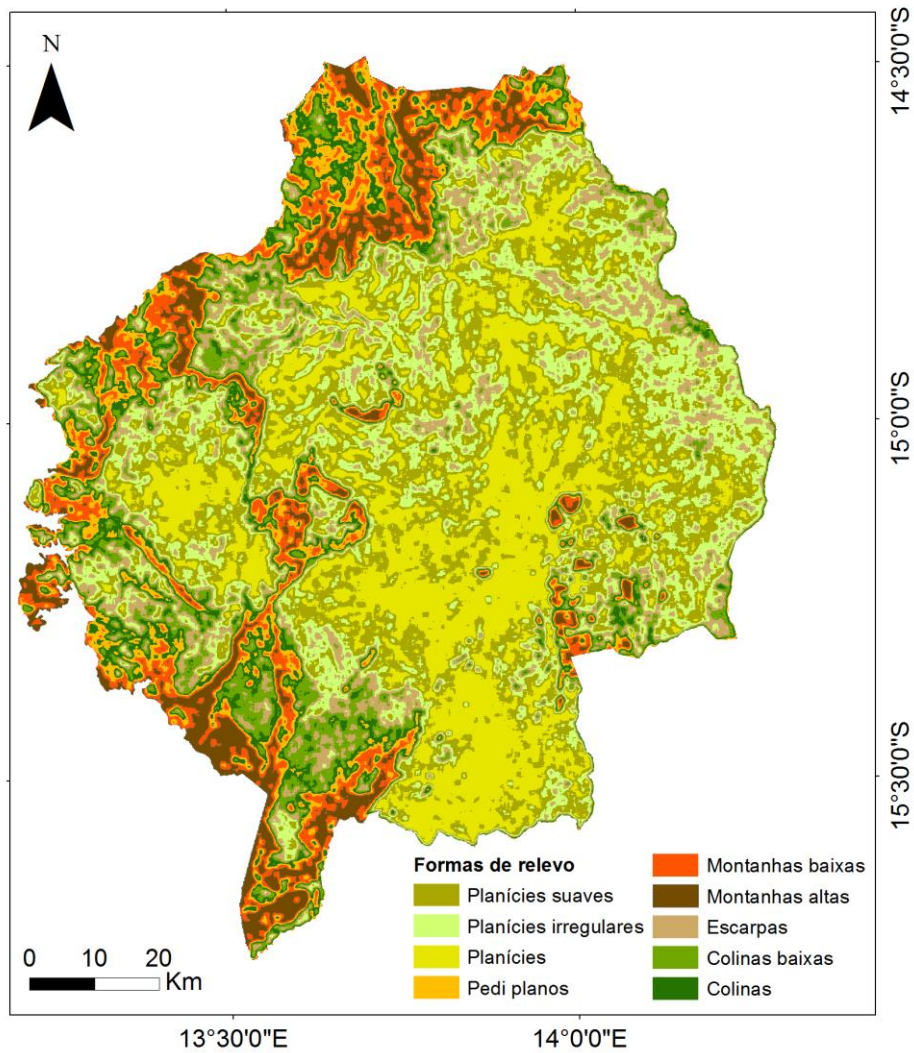 N
14°30'0"S
15°0'0"S
15°30'0"S
Formas de relevo
Planícies suaves
Planícies irregulares
Planícies
Pedi planos
Montanhas baixas
Montanhas altas
Escarpas
Colinas baixas
Colinas
0 10 20
Km
13°30'0"E
14°0'0"E